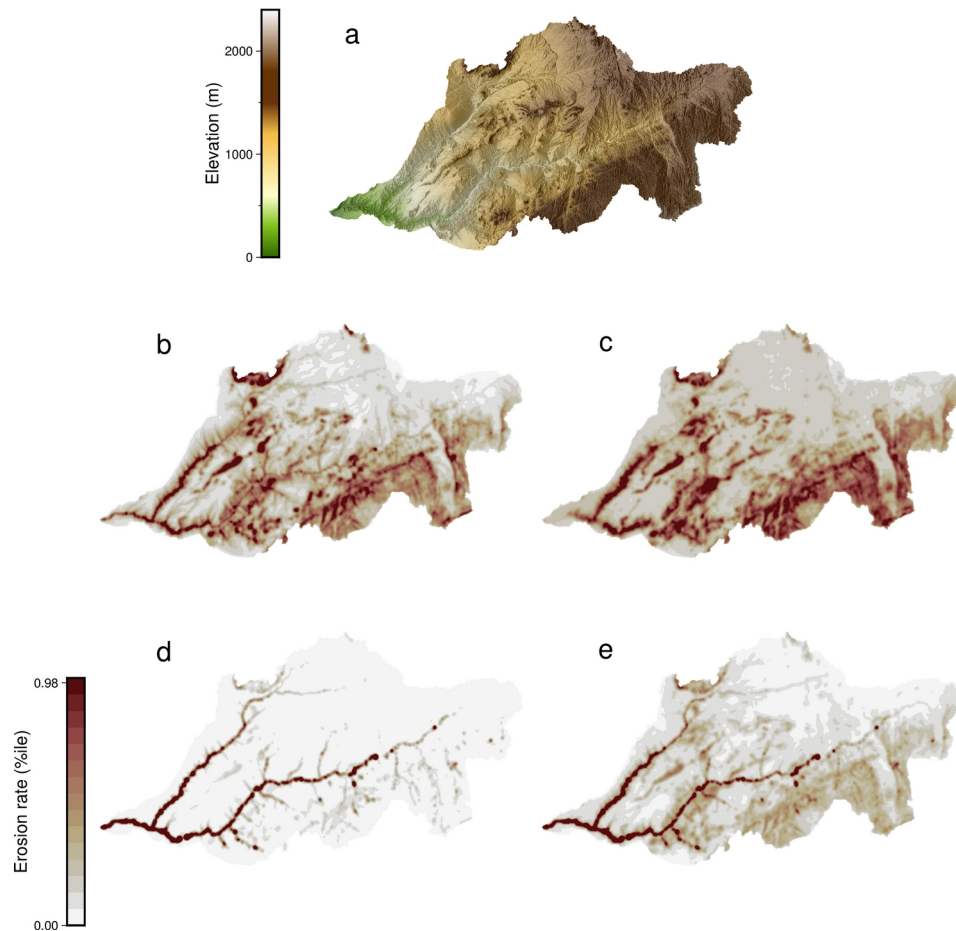 a
2000
1000
0
Elevation (m)
b
c
d
e
0.98
0.00
Erosion rate (%ile)